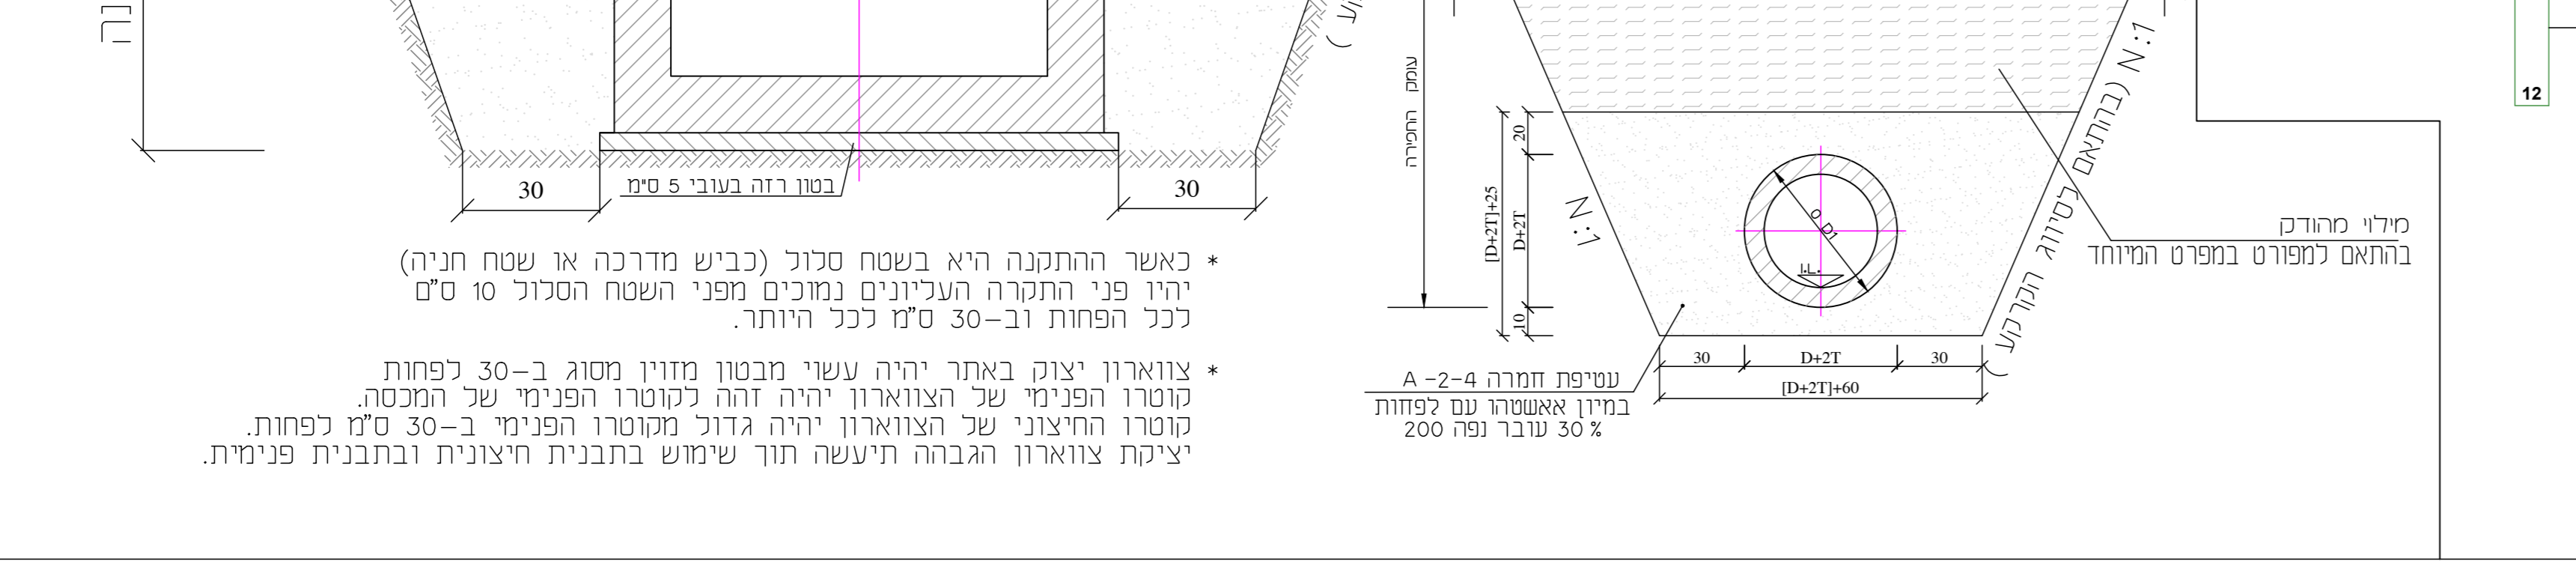 30
בטון רזה בעובי 5 ס"מ
30
* כאשר ההתקנה היא בשטח סלול (כביש מדרכה או שטח חניה)
יהיו פני התקרה העליונים נמוכים מפני השטח הסלול 10 ס"ם
לכל הפחות וב-30 ס"מ לכל היותר.
* צווארון יצוק באתר יהיה עשוי מבטון מזוין מסוג ב-30 לפחות
קוטרו הפנימי של הצווארון יהיה זהה לקוטרו הפנימי של המכסה.
קוטרו החיצוני של הצווארון יהיה גדול מקוטרו הפנימי ב-30 ס"מ לפחות.
יציקת צווארון הגבהה תיעשה תוך שימוש בתבנית חיצונית ובתבנית פנימית.
עומק החפירה
20
[D+2T]+25
D+2T
10
N:1
D1
I.L.
N:1 (בהתאם לסיווג הקרקע)
מילוי מהודק
בהתאם למפורט במפרט המיוחד
30
D+2T
30
[D+2T]+60
עטיפת חמרה A -2-4
במיון אאשטהו עם לפחות
30 % עובר נפה 200
12